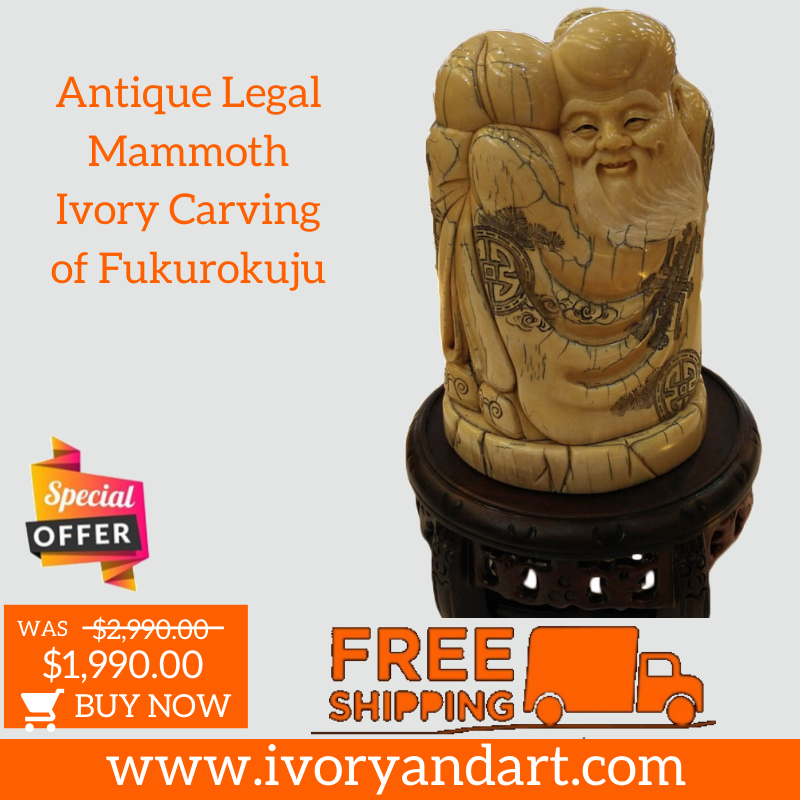 Antique Legal
Mammoth
Ivory Carving
of Fukurokuju
Special
OFFER
WAS $2,990.00
$1,990.00
BUY NOW
FREE
SHIPPING
www.ivoryandart.com